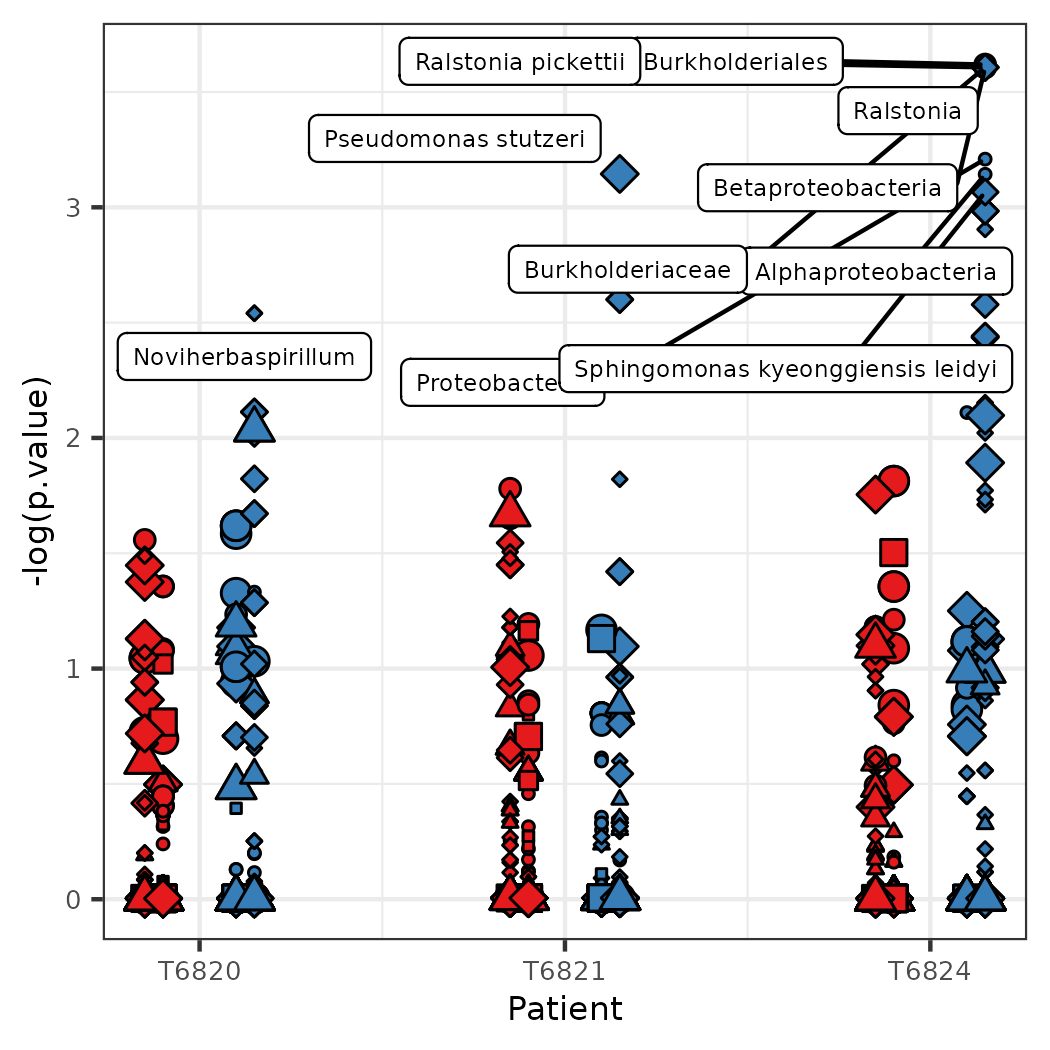 Ralstonia pickettii
Burkholderiales
Ralstonia
Pseudomonas stutzeri
Betaproteobacteria
Burkholderiaceae
Alphaproteobacteria
Noviherbaspirillum
Proteobacte
Sphingomonas kyeonggiensis leidyi
3
2
1
0
-log(p.value)
T6820
T6821
T6824
Patient